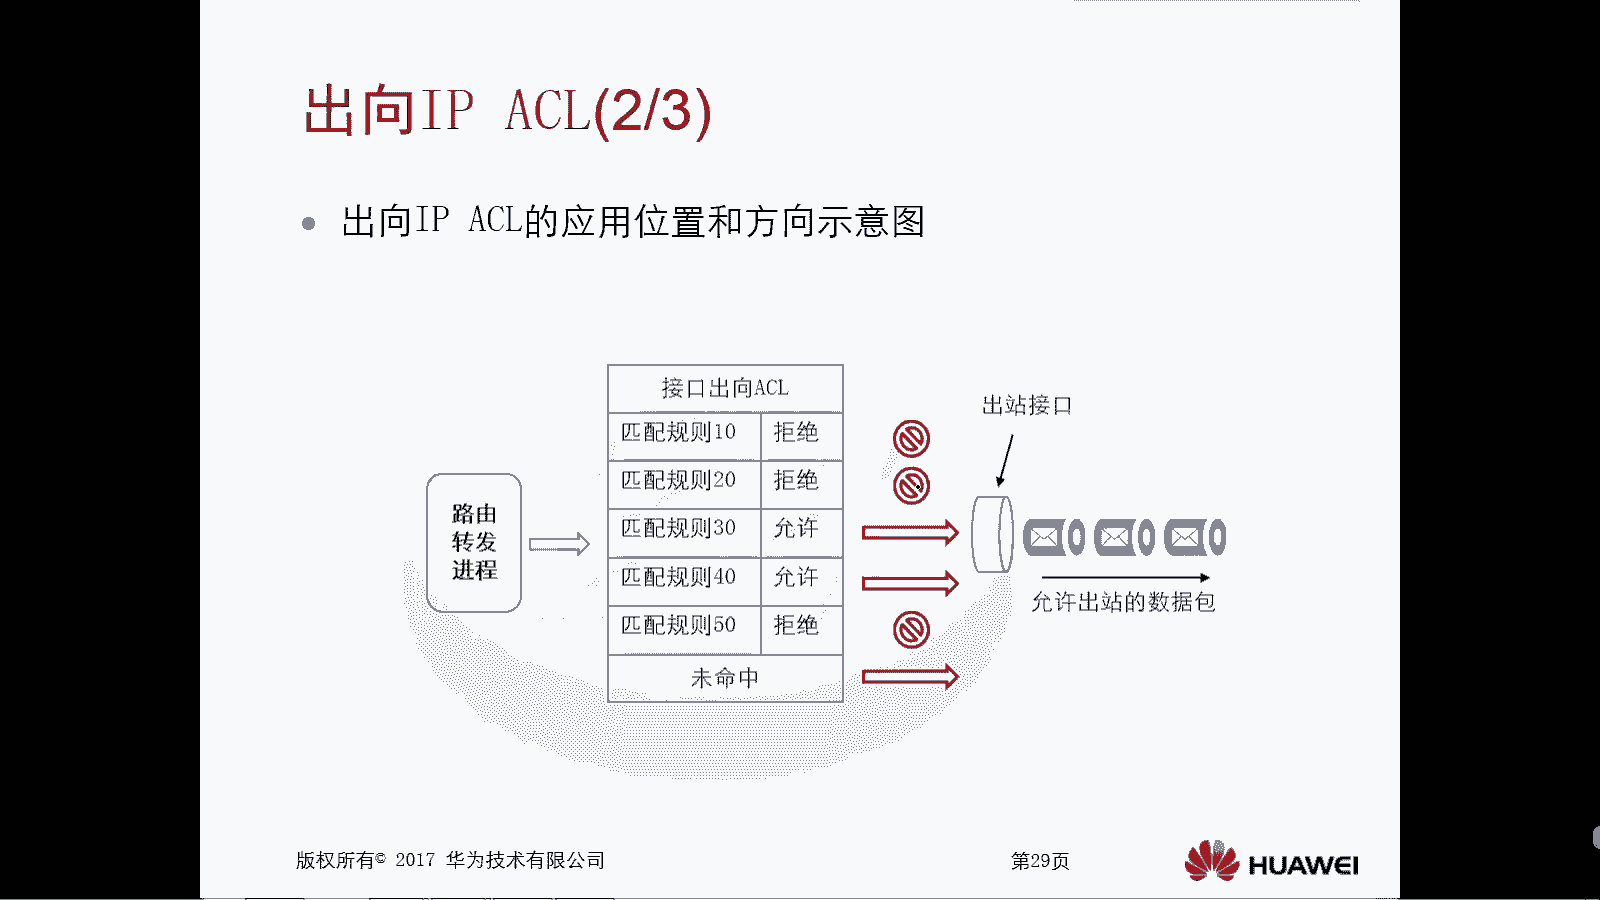 出向IP ACL(2/3)
出向IP ACL的应用位置和方向示意图
接口出向ACL
匹配规则10 拒绝
匹配规则20 拒绝
匹配规则30 允许
匹配规则40 允许
匹配规则50 拒绝
未命中
路由
转发
进程
出站接口
允许出站的数据包
版权所有© 2017 华为技术有限公司
第29页
HUAWEI